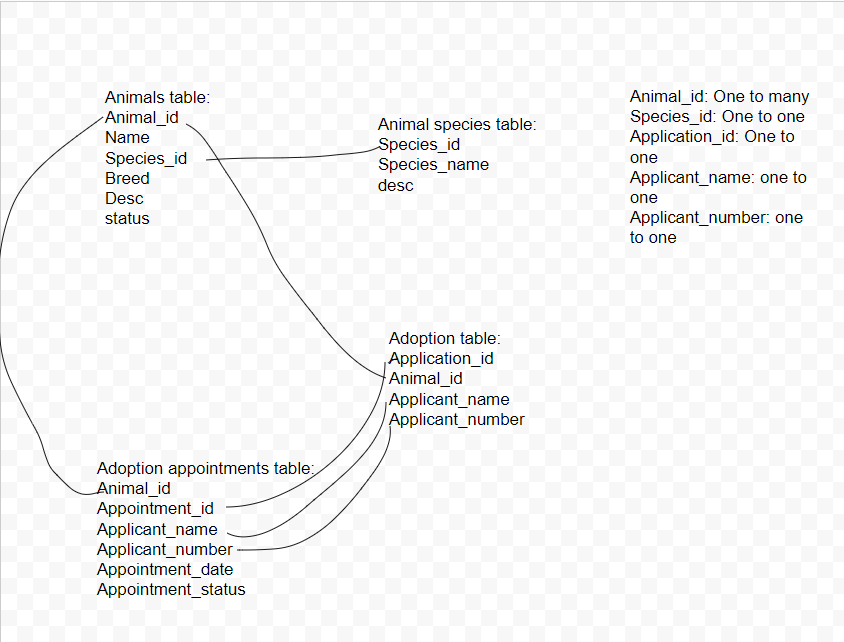 Animals table:
Animal_id
Name
Species_id
Breed
Desc
status
Animal species table:
Species_id
Species_name
desc
Animal_id: One to many
Species_id: One to one
Application_id: One to
one
Applicant_name: one to
one
Applicant_number: one
to one
Adoption table:
Application_id
Animal_id
Applicant_name
Applicant_number
Adoption appointments table:
Animal_id
Appointment_id
Applicant_name
Applicant_number
Appointment_date
Appointment_status